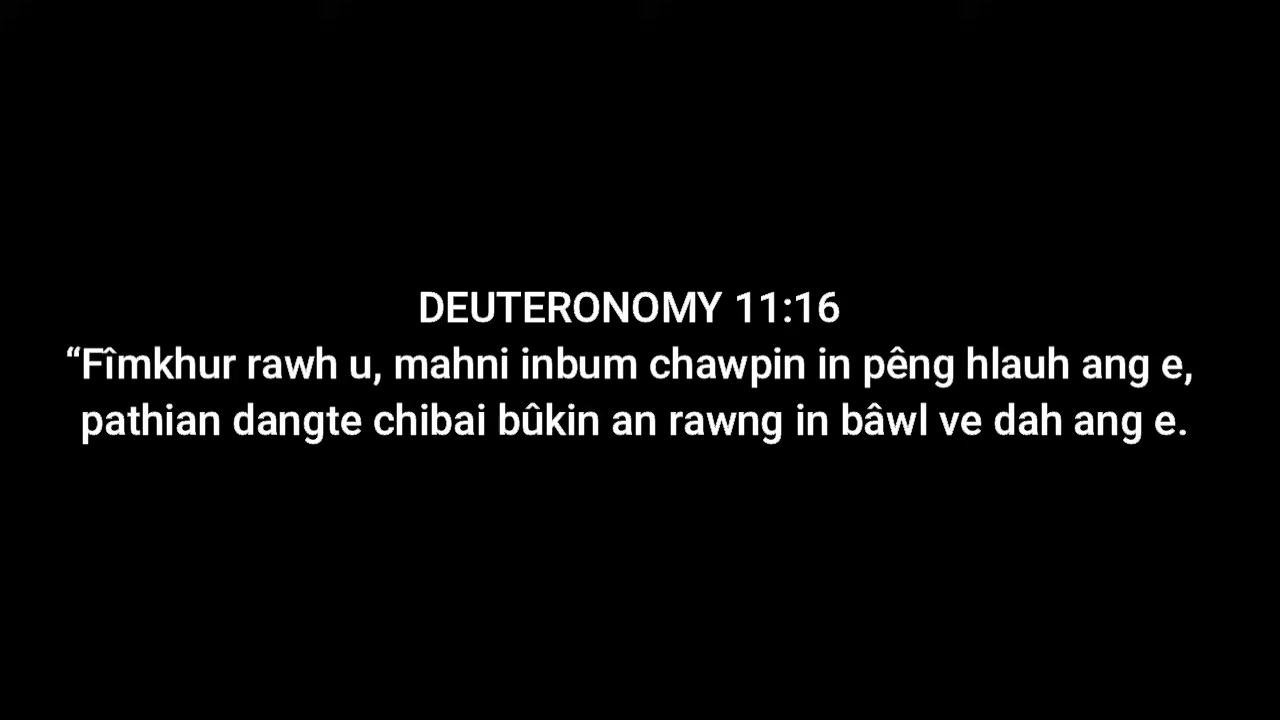 DEUTERONOMY 11:16
“Fîmkhur rawh u, mahni inbum chawpin in pêng hlauh ang e,
pathian dangte chibai bûkin an rawng in bâwl ve dah ang e.